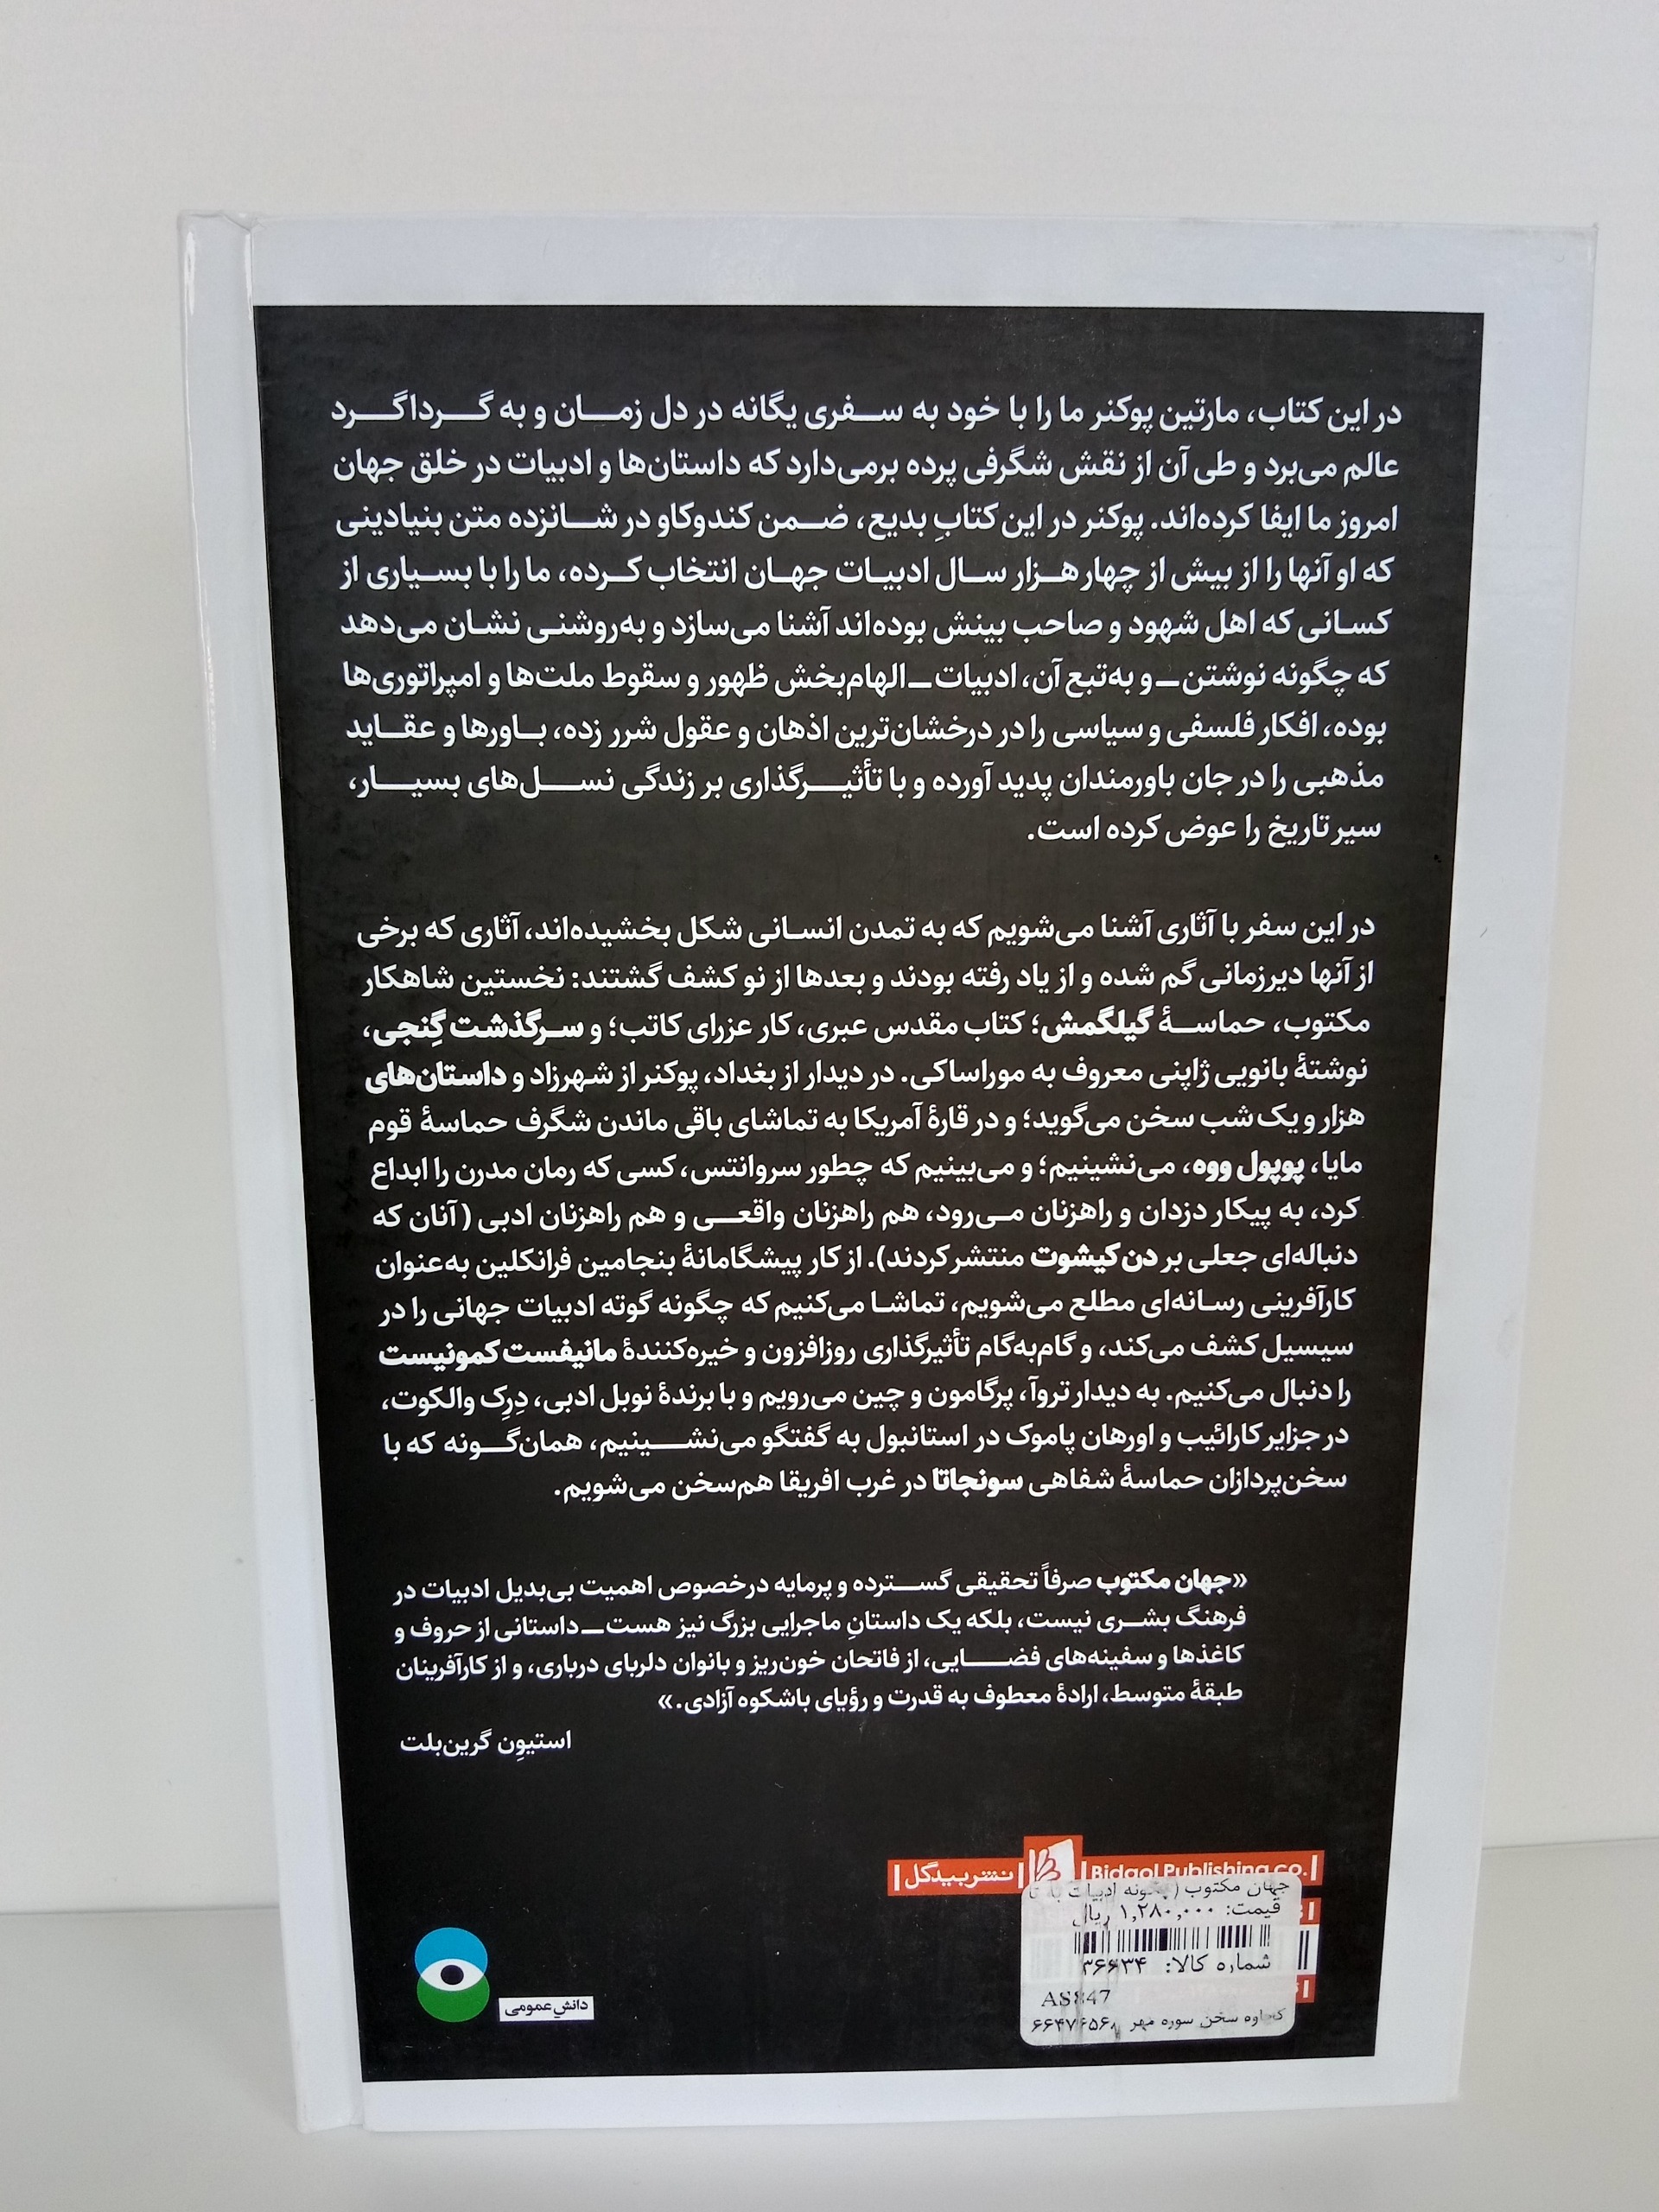 در این کتاب، مارتین پوکنر ما را با خود به سفری یگانه در دل زمان و به گرداگرد
عالم می‌برد و طی آن از نقش شگرفی پرده برمی‌دارد که داستان‌ها و ادبیات در خلق جهان
امروز ما ایفا کرده‌اند. پوکنر در این کتابِ بدیع، ضمن کندوکاو در شانزده متن بنیادینی
که او آنها را از بیش از چهار هزار سال ادبیات جهان انتخاب کرده، ما را با بسیاری از
کسانی که اهل شهود و صاحب بینش بوده‌اند آشنا می‌سازد و به‌روشنی نشان می‌دهد
که چگونه نوشتن ـ و به‌تبع آن، ادبیات ـ الهام‌بخش ظهور و سقوط ملت‌ها و امپراتوری‌ها
بوده، افکار فلسفی و سیاسی را در درخشان‌ترین اذهان و عقول شرر زده، باورها و عقاید
مذهبی را در جان باورمندان پدید آورده و با تأثیرگذاری بر زندگی نسل‌های بسیار،
سیر تاریخ را عوض کرده است.
در این سفر با آثاری آشنا می‌شویم که به تمدن انسانی شکل بخشیده‌اند، آثاری که برخی
از آنها دیرزمانی گم شده و از یاد رفته بودند و بعدها از نو کشف گشتند: نخستین شاهکار
مکتوب، حماسهٔ گیلگمش؛ کتاب مقدس عبری، کار عزرای کاتب؛ و سرگذشت گِنجی،
نوشتهٔ بانویی ژاپنی معروف به موراساکی. در دیدار از بغداد، پوکنر از شهرزاد و داستان‌های
هزار و یک شب سخن می‌گوید؛ و در قارهٔ آمریکا به تماشای باقی ماندن شگرف حماسهٔ قوم
مایا، پوپول ووه، می‌نشینیم؛ و می‌بینیم که چطور سروانتس، کسی که رمان مدرن را ابداع
کرد، به پیکار دزدان و راهزنان می‌رود، هم راهزنان واقعی و هم راهزنان ادبی (آنان که
دنباله‌ای جعلی بر دن کیشوت منتشر کردند). از کار پیشگامانهٔ بنجامین فرانکلین به‌عنوان
کارآفرینی رسانه‌ای مطلع می‌شویم، تماشا می‌کنیم که چگونه گوته ادبیات جهانی را در
سیسیل کشف می‌کند، و گام‌به‌گام تأثیرگذاری روزافزون و خیره‌کنندهٔ مانیفست کمونیست
را دنبال می‌کنیم. به دیدار تروآ، پرگامون و چین می‌رویم و با برندهٔ نوبل ادبی، دِرِک والکوت،
در جزایر کارائیب و اورهان پاموک در استانبول به گفتگو می‌نشینیم، همان‌گونه که با
سخن‌پردازان حماسهٔ شفاهی سونجاتا در غرب افریقا هم‌سخن می‌شویم.
«جهان مکتوب صرفاً تحقیقی گسترده و پرمایه درخصوص اهمیت بی‌بدیل ادبیات در
فرهنگ بشری نیست، بلکه یک داستانِ ماجرایی بزرگ نیز هست ـ داستانی از حروف و
کاغذها و سفینه‌های فضایی، از فاتحان خون‌ریز و بانوان دلربای درباری، و از کارآفرینان
طبقهٔ متوسط، ارادهٔ معطوف به قدرت و رؤیای باشکوه آزادی.»
استیوِن گرین‌بلت
نشر بیدگل
Bidgol Publishing co.
جهان مکتوب (چگونه ادبیات به تا
قیمت: ۱,۲۸۰,۰۰۰ ریال
شماره کالا: ۳۶۶۳۴
AS847
سخن سوره مهر
دانشِ عمومی